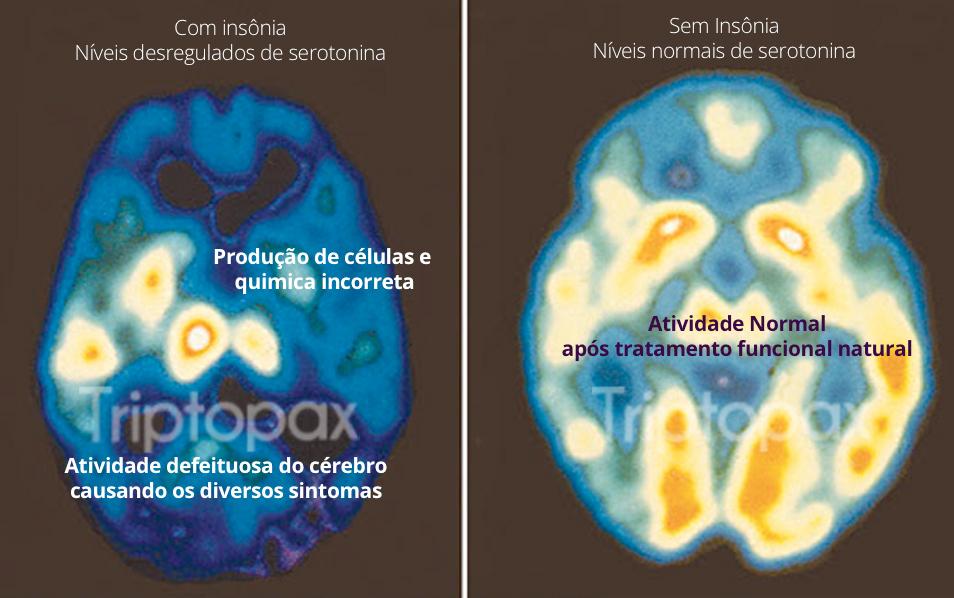 Com insônia
Níveis desregulados de serotonina
Produção de células e
quimica incorreta
Triptopax
Atividade defeituosa do cérebro
causando os diversos sintomas
Sem Insônia
Níveis normais de serotonina
Atividade Normal
após tratamento funcional natural
Triptopax